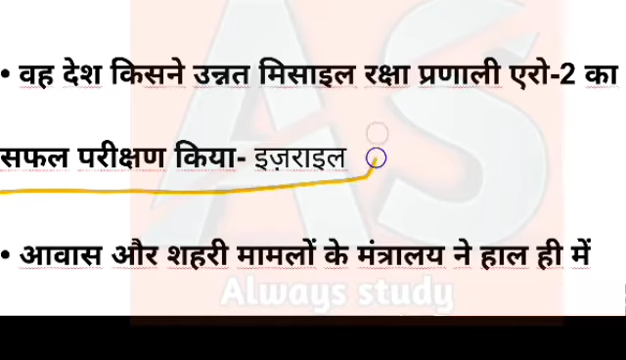 • वह देश किसने उन्नत मिसाइल रक्षा प्रणाली एरो-2 का
सफल परीक्षण किया- इज़राइल
• आवास और शहरी मामलों के मंत्रालय ने हाल ही में
AS
Always study